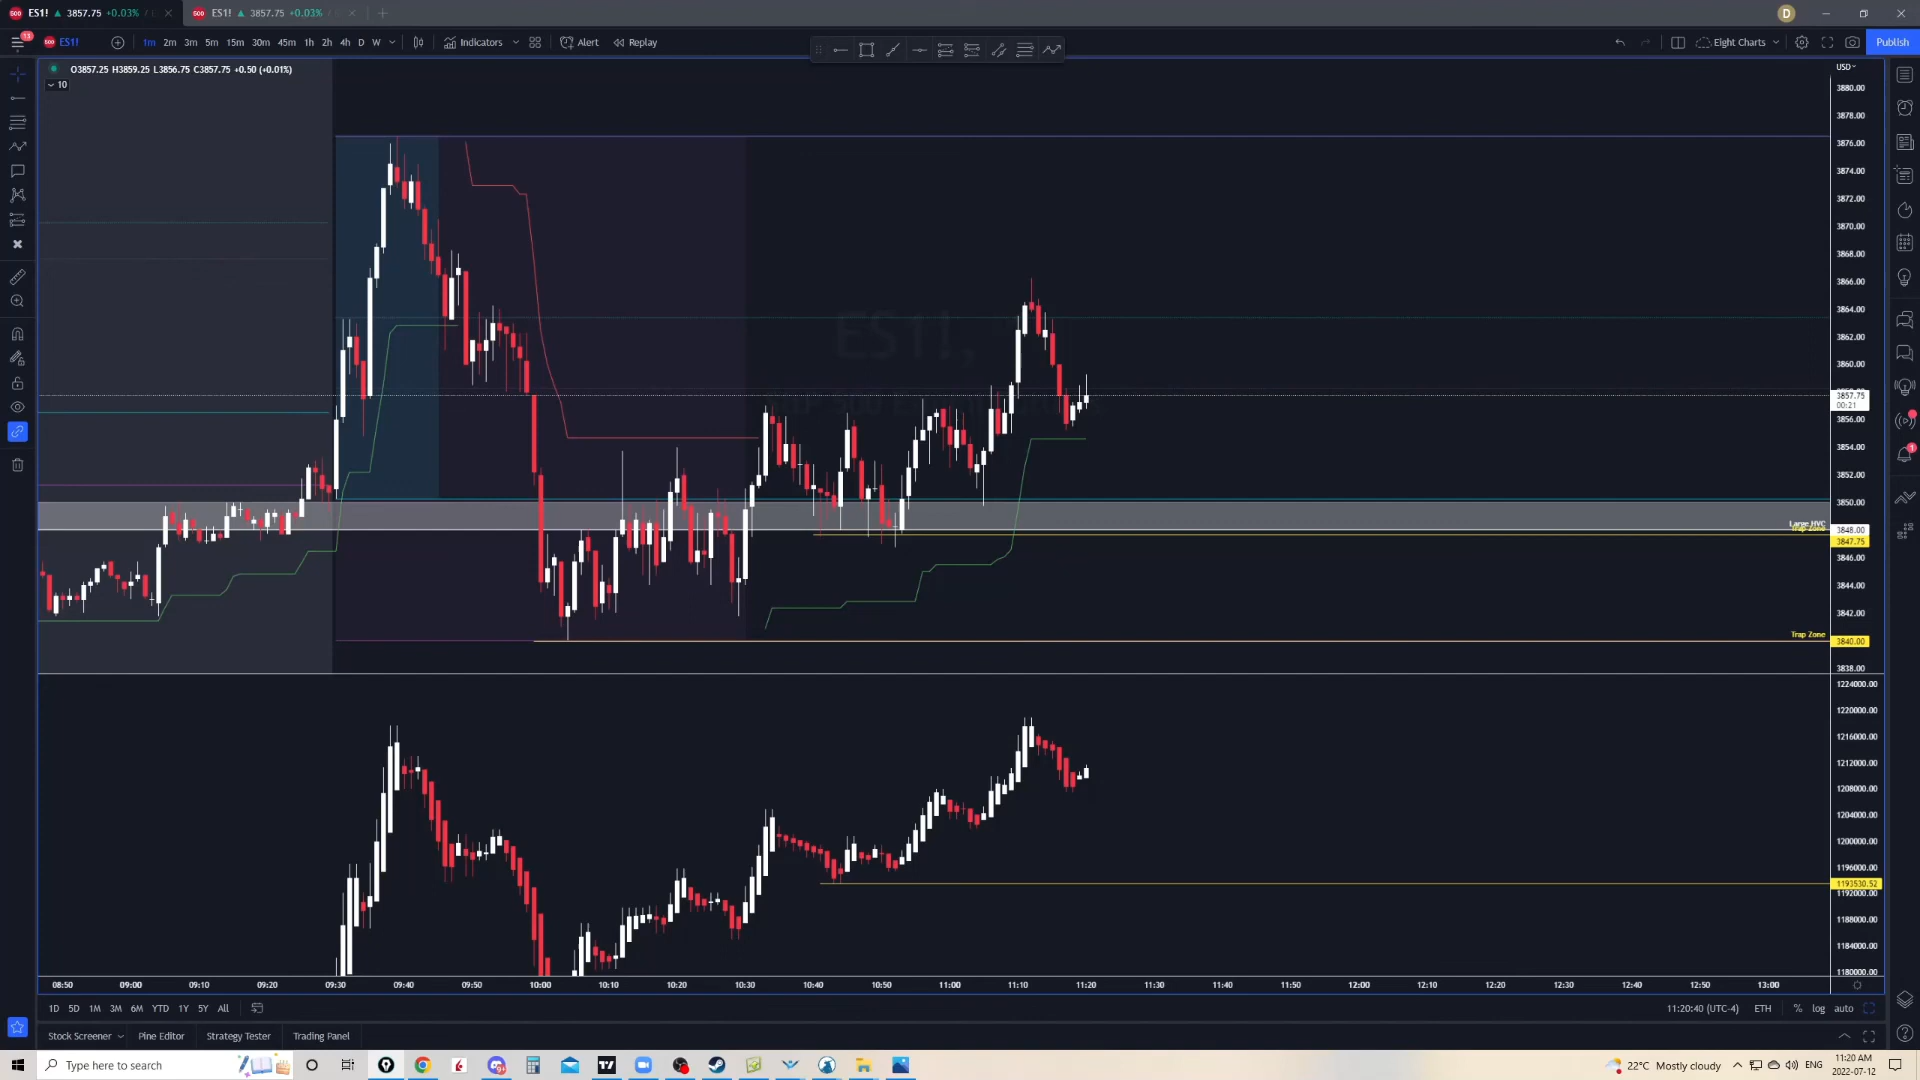 ES1! 3857.75 +0.03% /
ES1! 3857.75 +0.03% /
D
13
ES1!
1m 2m 3m 5m 15m 30m 45m 1h 2h 4h D W
Indicators
Alert
Replay
Eight Charts
Publish
O3857.25 H3859.25 L3856.75 C3857.75 +0.50 (+0.01%)
10
USD
3880.00
3878.00
3876.00
3874.00
3872.00
3870.00
3868.00
3866.00
3864.00
3862.00
3860.00
3857.75
00:21
3856.00
3854.00
3852.00
3850.00
Large HVC
Trap Zone
3848.00
3847.75
3846.00
3844.00
3842.00
Trap Zone
3840.00
3838.00
ES1!,
1224000.00
1220000.00
1216000.00
1212000.00
1208000.00
1204000.00
1200000.00
1196000.00
1193530.52
1192000.00
1188000.00
1184000.00
1180000.00
08:50 09:00 09:10 09:20 09:30 09:40 09:50 10:00 10:10 10:20 10:30 10:40 10:50 11:00 11:10 11:20 11:30 11:40 11:50 12:00 12:10 12:20 12:30 12:40 12:50 13:00
1D 5D 1M 3M 6M YTD 1Y 5Y All
11:20:40 (UTC-4) ETH % log auto
Stock Screener Pine Editor Strategy Tester Trading Panel
Type here to search
22°C Mostly cloudy
ENG
11:20 AM
2022-07-12